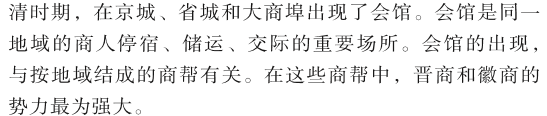 清时期，在京城、省城和大商埠出现了会馆。会馆是同一
地域的商人停宿、储运、交际的重要场所。会馆的出现，
与按地域结成的商帮有关。在这些商帮中，晋商和徽商的
势力最为强大。